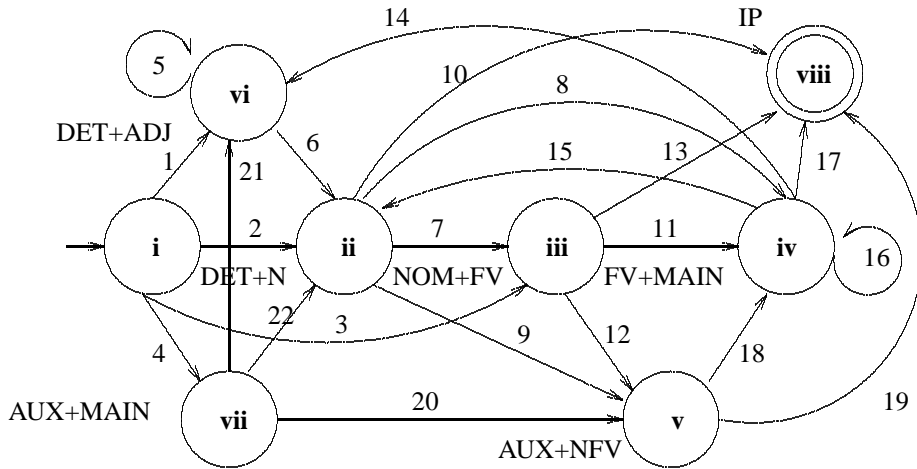 14
IP
5
10
viii
vi
8
DET+ADJ
6
15
13
1
21
17
i
2
ii
7
iii
11
iv
16
DET+N
NOM+FV
FV+MAIN
22
3
4
9
12
18
AUX+MAIN
vii
20
v
19
AUX+NFV